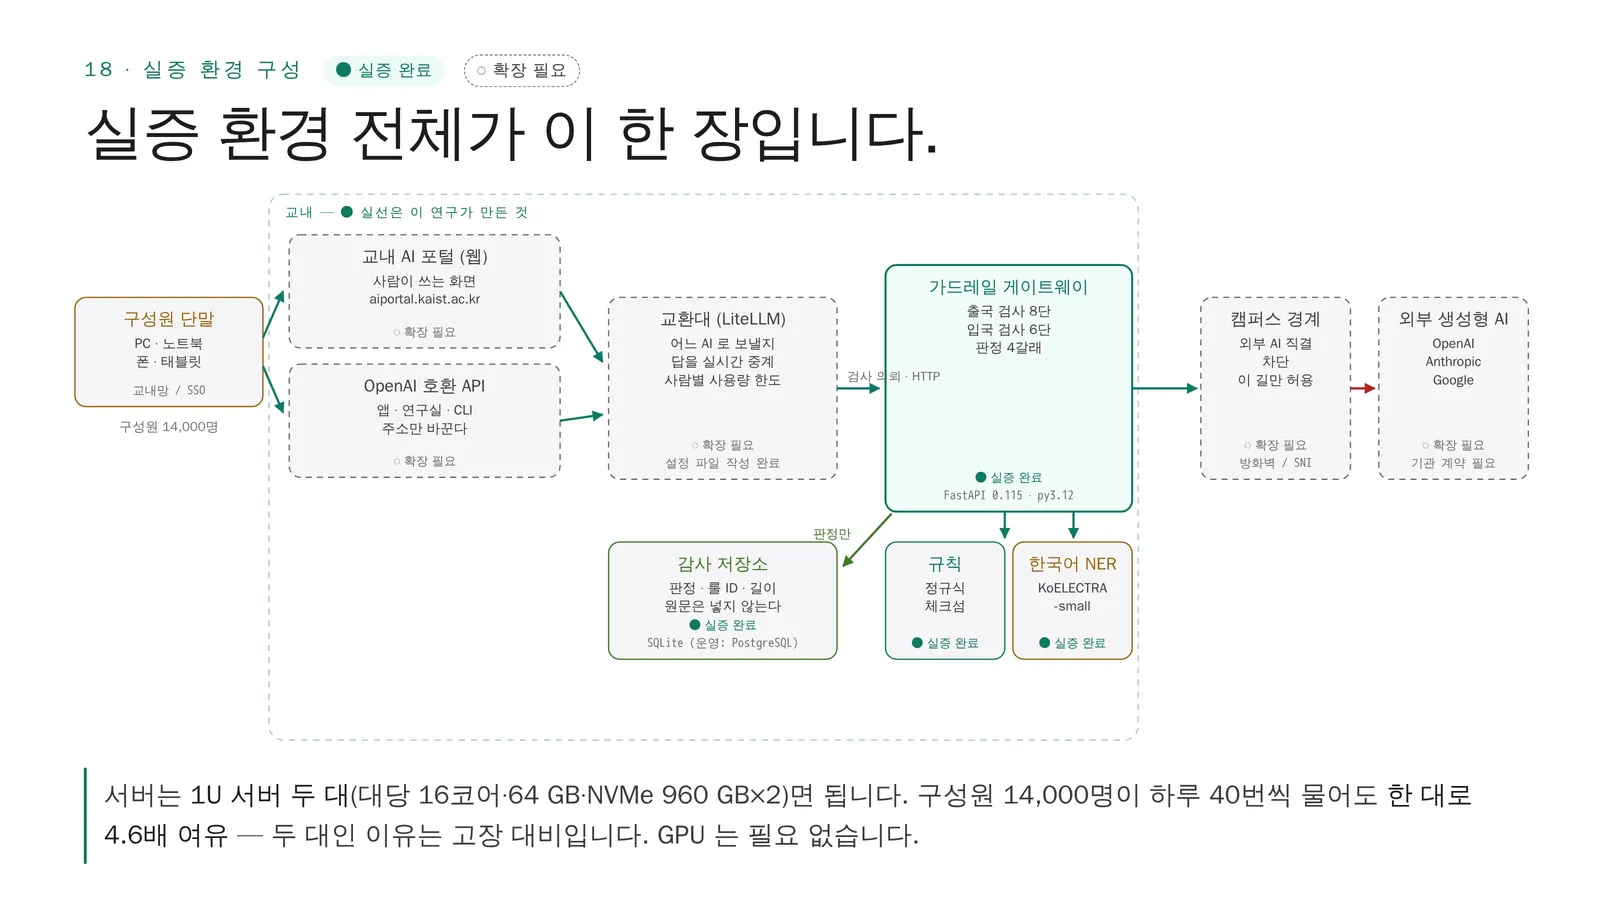 18 · 실증 환경 구성
● 실증 완료
○ 확장 필요
실증 환경 전체가 이 한 장입니다.
교내 — ● 실선은 이 연구가 만든 것
구성원 단말
PC · 노트북
폰 · 태블릿
교내망 / SSO
구성원 14,000명
교내 AI 포털 (웹)
사람이 쓰는 화면
aiportal.kaist.ac.kr
○ 확장 필요
OpenAI 호환 API
앱 · 연구실 · CLI
주소만 바꾼다
○ 확장 필요
교환대 (LiteLLM)
어느 AI 로 보낼지
답을 실시간 중계
사람별 사용량 한도
○ 확장 필요
설정 파일 작성 완료
검사 의뢰 · HTTP
가드레일 게이트웨이
출국 검사 8단
입국 검사 6단
판정 4갈래
● 실증 완료
FastAPI 0.115 · py3.12
캠퍼스 경계
외부 AI 직결
차단
이 길만 허용
○ 확장 필요
방화벽 / SNI
외부 생성형 AI
OpenAI
Anthropic
Google
○ 확장 필요
기관 계약 필요
판정만
감사 저장소
판정 · 룰 ID · 길이
원문은 넣지 않는다
● 실증 완료
SQLite (운영: PostgreSQL)
규칙
정규식
체크섬
● 실증 완료
한국어 NER
KoELECTRA
-small
● 실증 완료
서버는 1U 서버 두 대(대당 16코어·64 GB·NVMe 960 GB×2)면 됩니다. 구성원 14,000명이 하루 40번씩 물어도 한 대로
4.6배 여유 — 두 대인 이유는 고장 대비입니다. GPU 는 필요 없습니다.